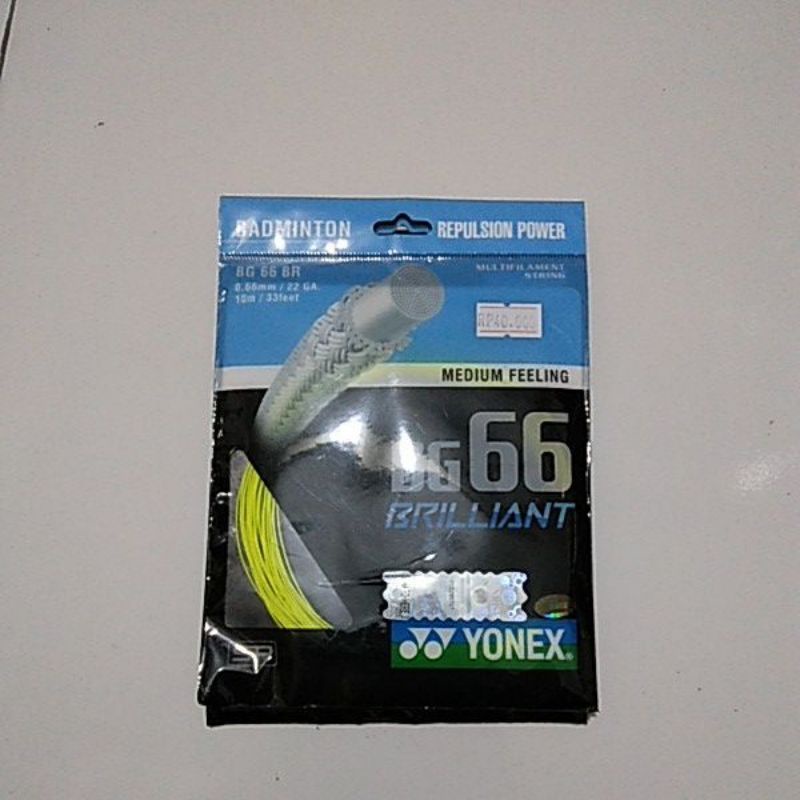 BADMINTON
REPULSION POWER
BG 66 BR
0.66mm / 22 GA.
10m / 33feet
MULTIFILAMENT
STRING
MEDIUM FEELING
BG66
BRILLIANT
YONEX